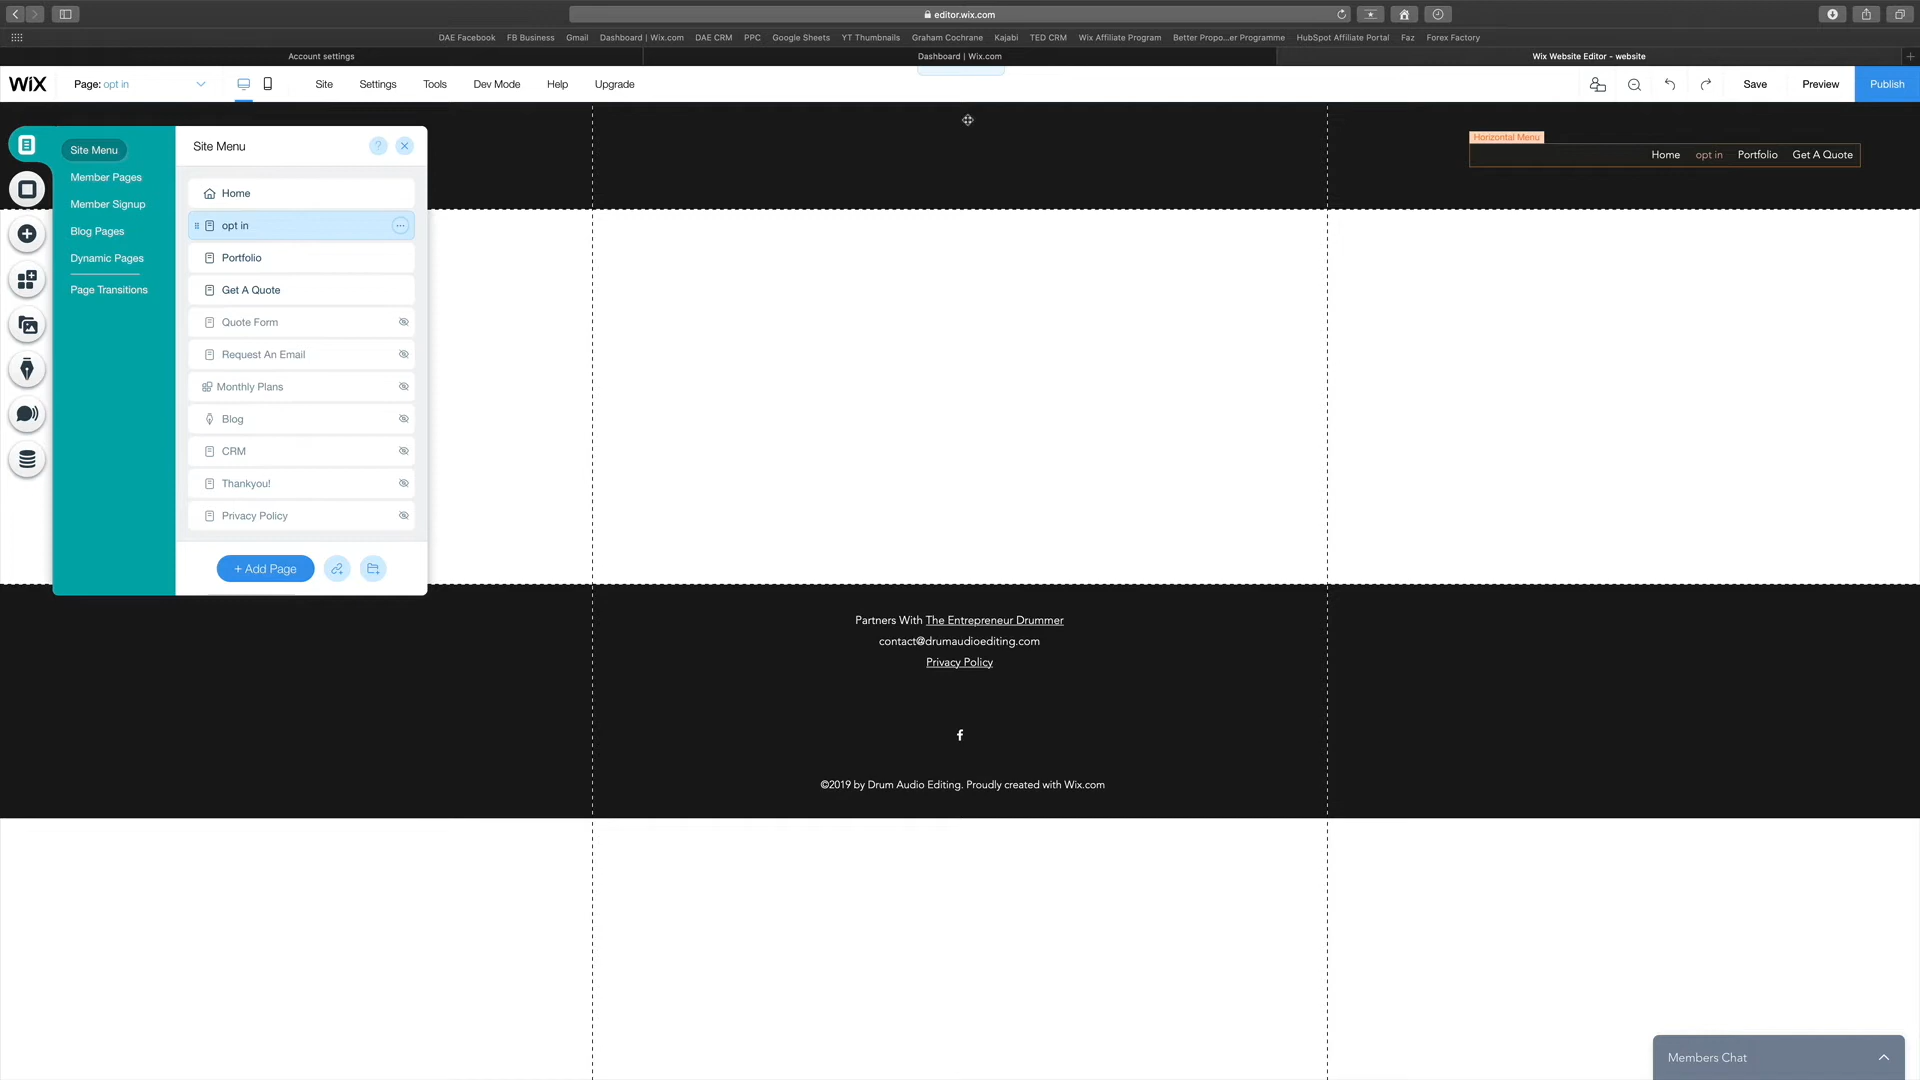 editor.wix.com
DAE Facebook FB Business Gmail Dashboard | Wix.com DAE CRM PPC Google Sheets YT Thumbnails Graham Cochrane Kajabi TED CRM Wix Affiliate Program Better Propo...er Programme HubSpot Affiliate Portal Faz Forex Factory
Account settings Dashboard | Wix.com Wix Website Editor - website
WiX Page: opt in Site Settings Tools Dev Mode Help Upgrade Save Preview Publish
Horizontal Menu
Home opt in Portfolio Get A Quote
Site Menu
Member Pages
Member Signup
Blog Pages
Dynamic Pages
Page Transitions
Site Menu ?
Home
opt in
Portfolio
Get A Quote
Quote Form
Request An Email
Monthly Plans
Blog
CRM
Thankyou!
Privacy Policy
+ Add Page
Partners With The Entrepreneur Drummer
contact@drumaudioediting.com
Privacy Policy
©2019 by Drum Audio Editing. Proudly created with Wix.com
Members Chat